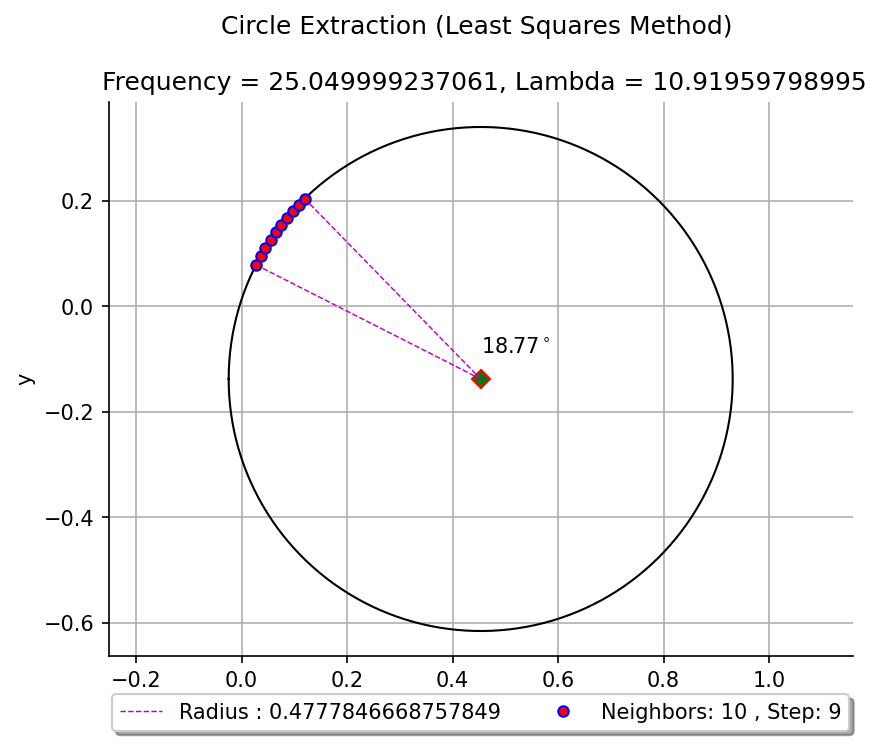 Circle Extraction (Least Squares Method)
Frequency = 25.049999237061, Lambda = 10.91959798995
0.2
0.0
−0.2
−0.4
−0.6
y
18.77°
−0.2 0.0 0.2 0.4 0.6 0.8 1.0
Radius : 0.4777846668757849 Neighbors: 10 , Step: 9